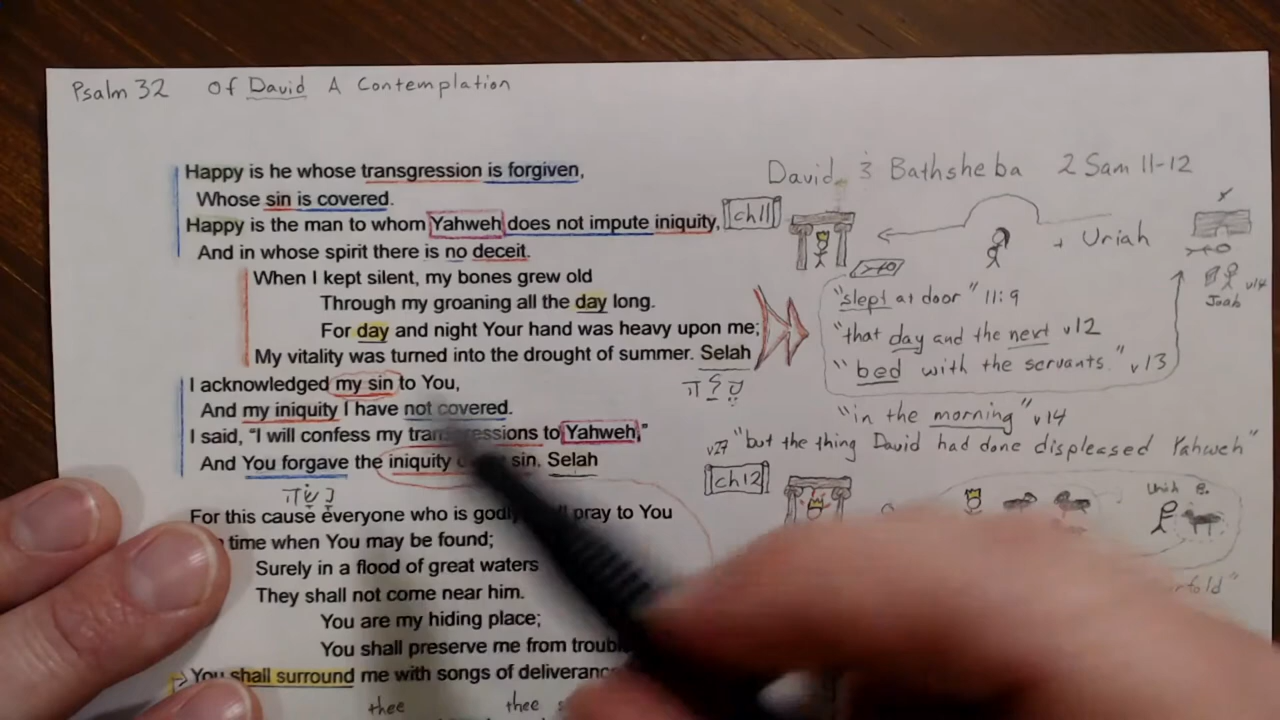 Psalm 32 Of David A Contemplation
Happy is he whose transgression is forgiven,
Whose sin is covered.
Happy is the man to whom Yahweh does not impute iniquity,
And in whose spirit there is no deceit.
When I kept silent, my bones grew old
Through my groaning all the day long.
For day and night Your hand was heavy upon me;
My vitality was turned into the drought of summer. Selah
I acknowledged my sin to You,
And my iniquity I have not covered.
I said, “I will confess my transgressions to Yahweh,”
And You forgave the iniquity sin. Selah
For this cause everyone who is godly pray to You
time when You may be found;
Surely in a flood of great waters
They shall not come near him.
You are my hiding place;
You shall preserve me from
You shall surround me with songs of
thee thee
David & Bathsheba 2 Sam 11-12
ch11
+ Uriah
Joab v14
"slept at door" 11:9
"that day and the next v12
"bed with the servants." v13
"in the morning" v14
v27 "but the thing David had done displeased Yahweh"
ch12